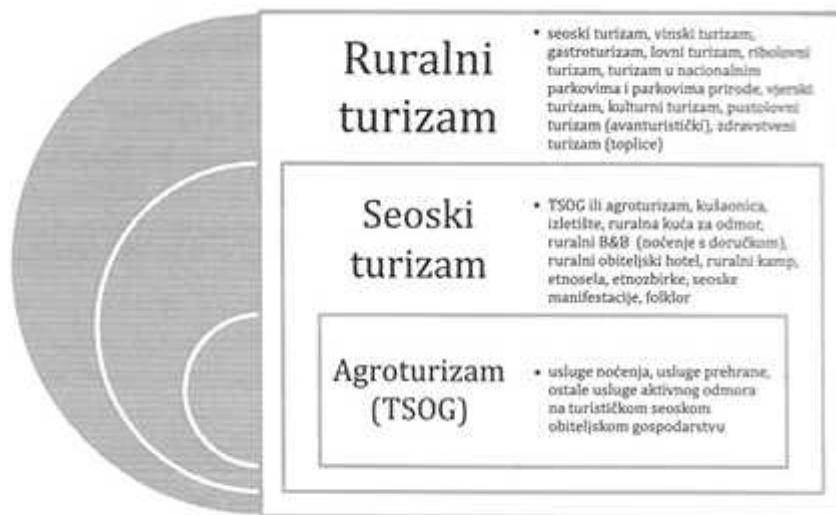 Ruralni
turizam
• seoski turizam, vinski turizam,
gastroturizam, lovni turizam, ribolovni
turizam, turizam u nacionalnim
parkovima i parkovima prirode, vjerski
turizam, kulturni turizam, pustolovni
turizam (avanturistički), zdravstveni
turizam (toplice)
Seoski
turizam
• TSOG ili agroturizam, kušaonica,
izletište, ruralna kuća za odmor,
ruralni B&B (noćenje s doručkom),
ruralni obiteljski hotel, ruralni kamp,
etnosela, etnozbirke, seoske
manifestacije, folklor
Agroturizam
(TSOG)
• usluge noćenja, usluge prehrane,
ostale usluge aktivnog odmora
na turističkom seoskom
obiteljskom gospodarstvu